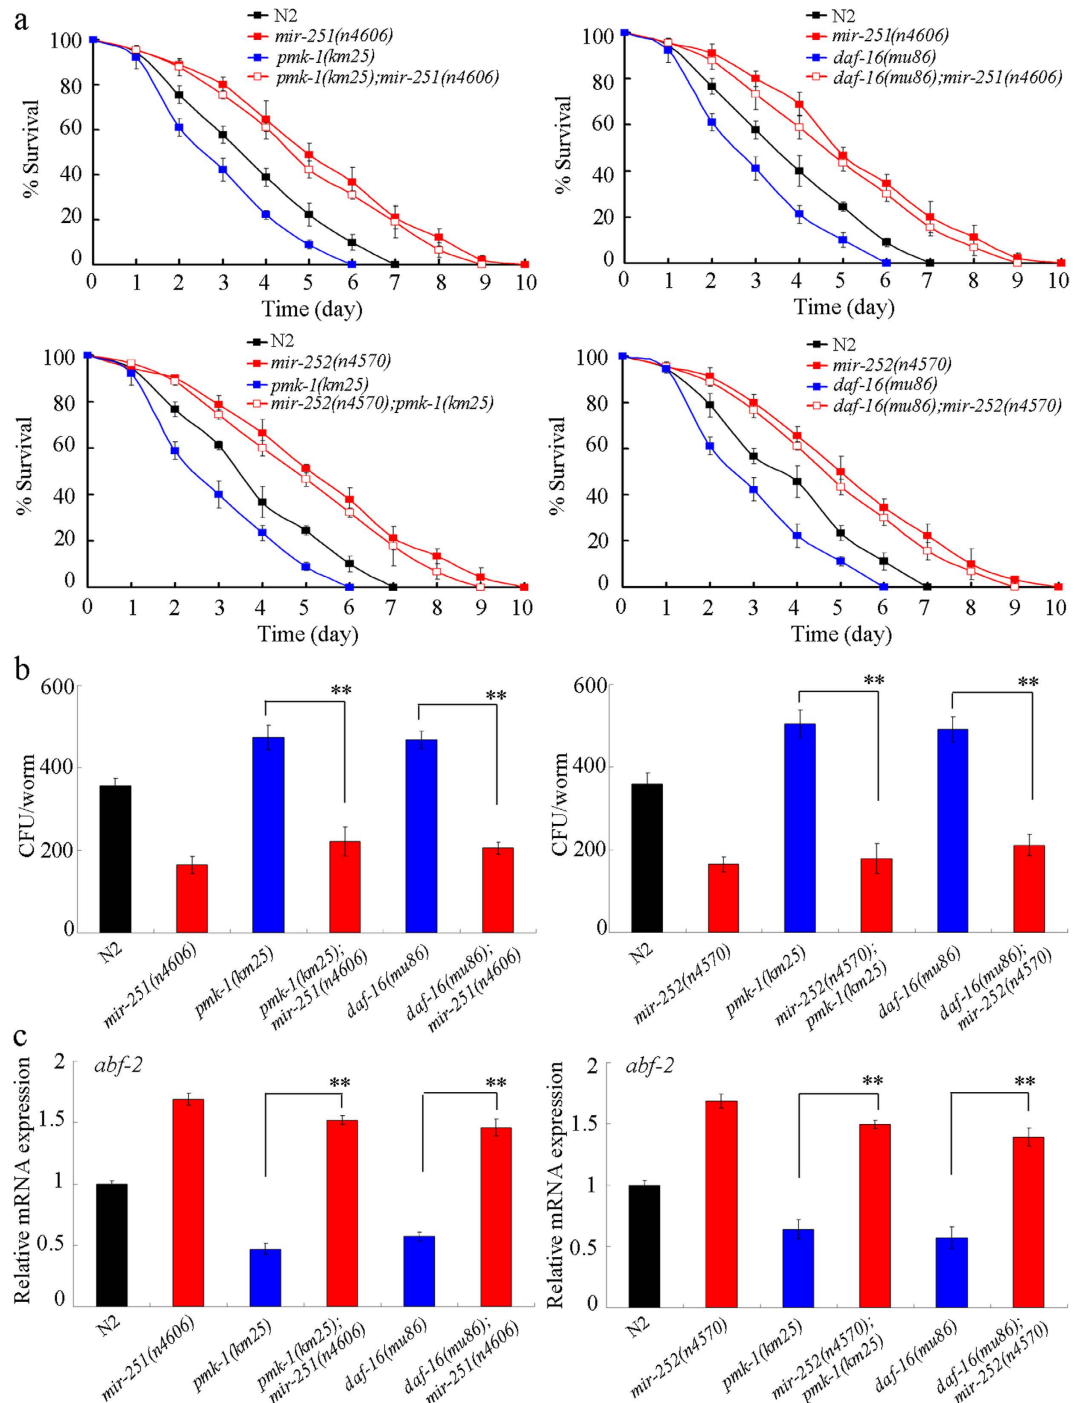 a
N2
mir-251(n4606)
pmk-1(km25)
pmk-1(km25);mir-251(n4606)
% Survival
100
80
60
40
20
0
0 1 2 3 4 5 6 7 8 9 10
Time (day)
N2
mir-251(n4606)
daf-16(mu86)
daf-16(mu86);mir-251(n4606)
% Survival
100
80
60
40
20
0
0 1 2 3 4 5 6 7 8 9 10
Time (day)
N2
mir-252(n4570)
pmk-1(km25)
mir-252(n4570);pmk-1(km25)
% Survival
100
80
60
40
20
0
0 1 2 3 4 5 6 7 8 9 10
Time (day)
N2
mir-252(n4570)
daf-16(mu86)
daf-16(mu86);mir-252(n4570)
% Survival
100
80
60
40
20
0
0 1 2 3 4 5 6 7 8 9 10
Time (day)
b
CFU/worm
600
400
200
0
** **
N2
mir-251(n4606)
pmk-1(km25)
pmk-1(km25);
mir-251(n4606)
daf-16(mu86)
daf-16(mu86);
mir-251(n4606)
CFU/worm
600
400
200
0
** **
N2
mir-252(n4570)
pmk-1(km25)
mir-252(n4570);
pmk-1(km25)
daf-16(mu86)
daf-16(mu86);
mir-252(n4570)
c
abf-2
Relative mRNA expression
2
1.5
1
0.5
0
** **
N2
mir-251(n4606)
pmk-1(km25)
pmk-1(km25);
mir-251(n4606)
daf-16(mu86)
daf-16(mu86);
mir-251(n4606)
abf-2
Relative mRNA expression
2
1.5
1
0.5
0
** **
N2
mir-252(n4570)
pmk-1(km25)
mir-252(n4570);
pmk-1(km25)
daf-16(mu86)
daf-16(mu86);
mir-252(n4570)